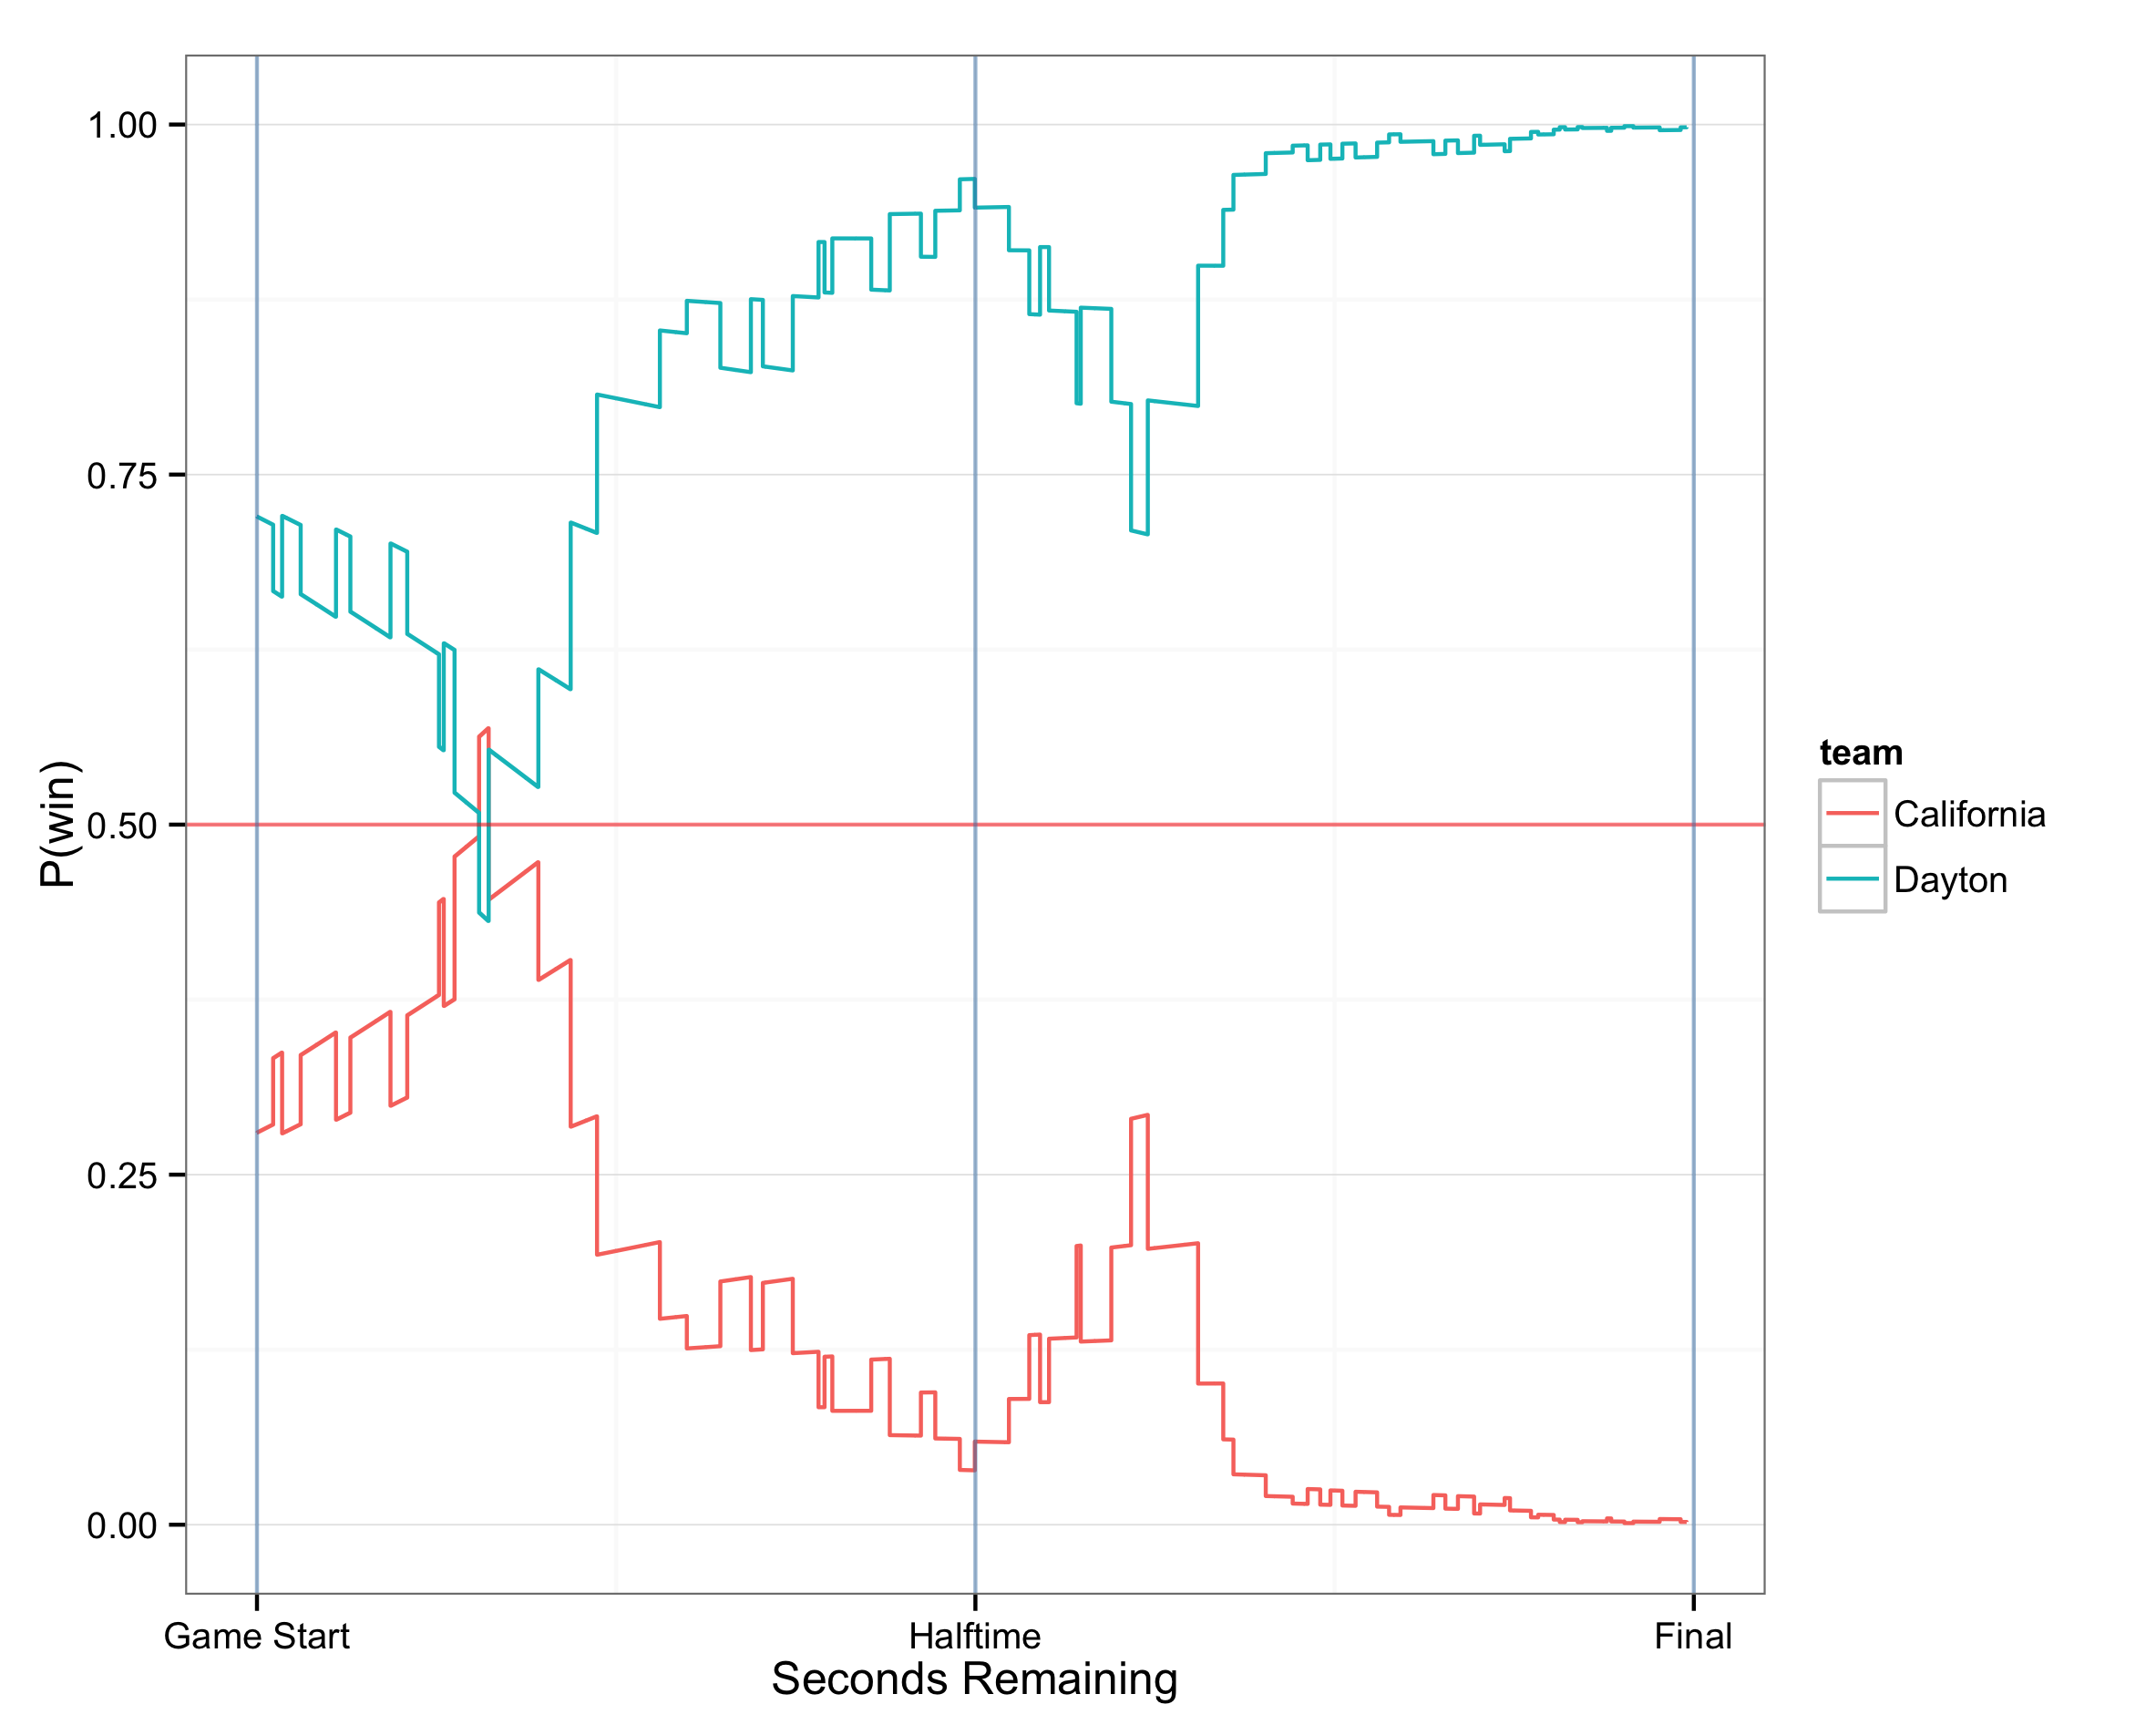 1.00
0.75
0.50
0.25
0.00
P(win)
Game Start
Halftime
Final
Seconds Remaining
team
California
Dayton